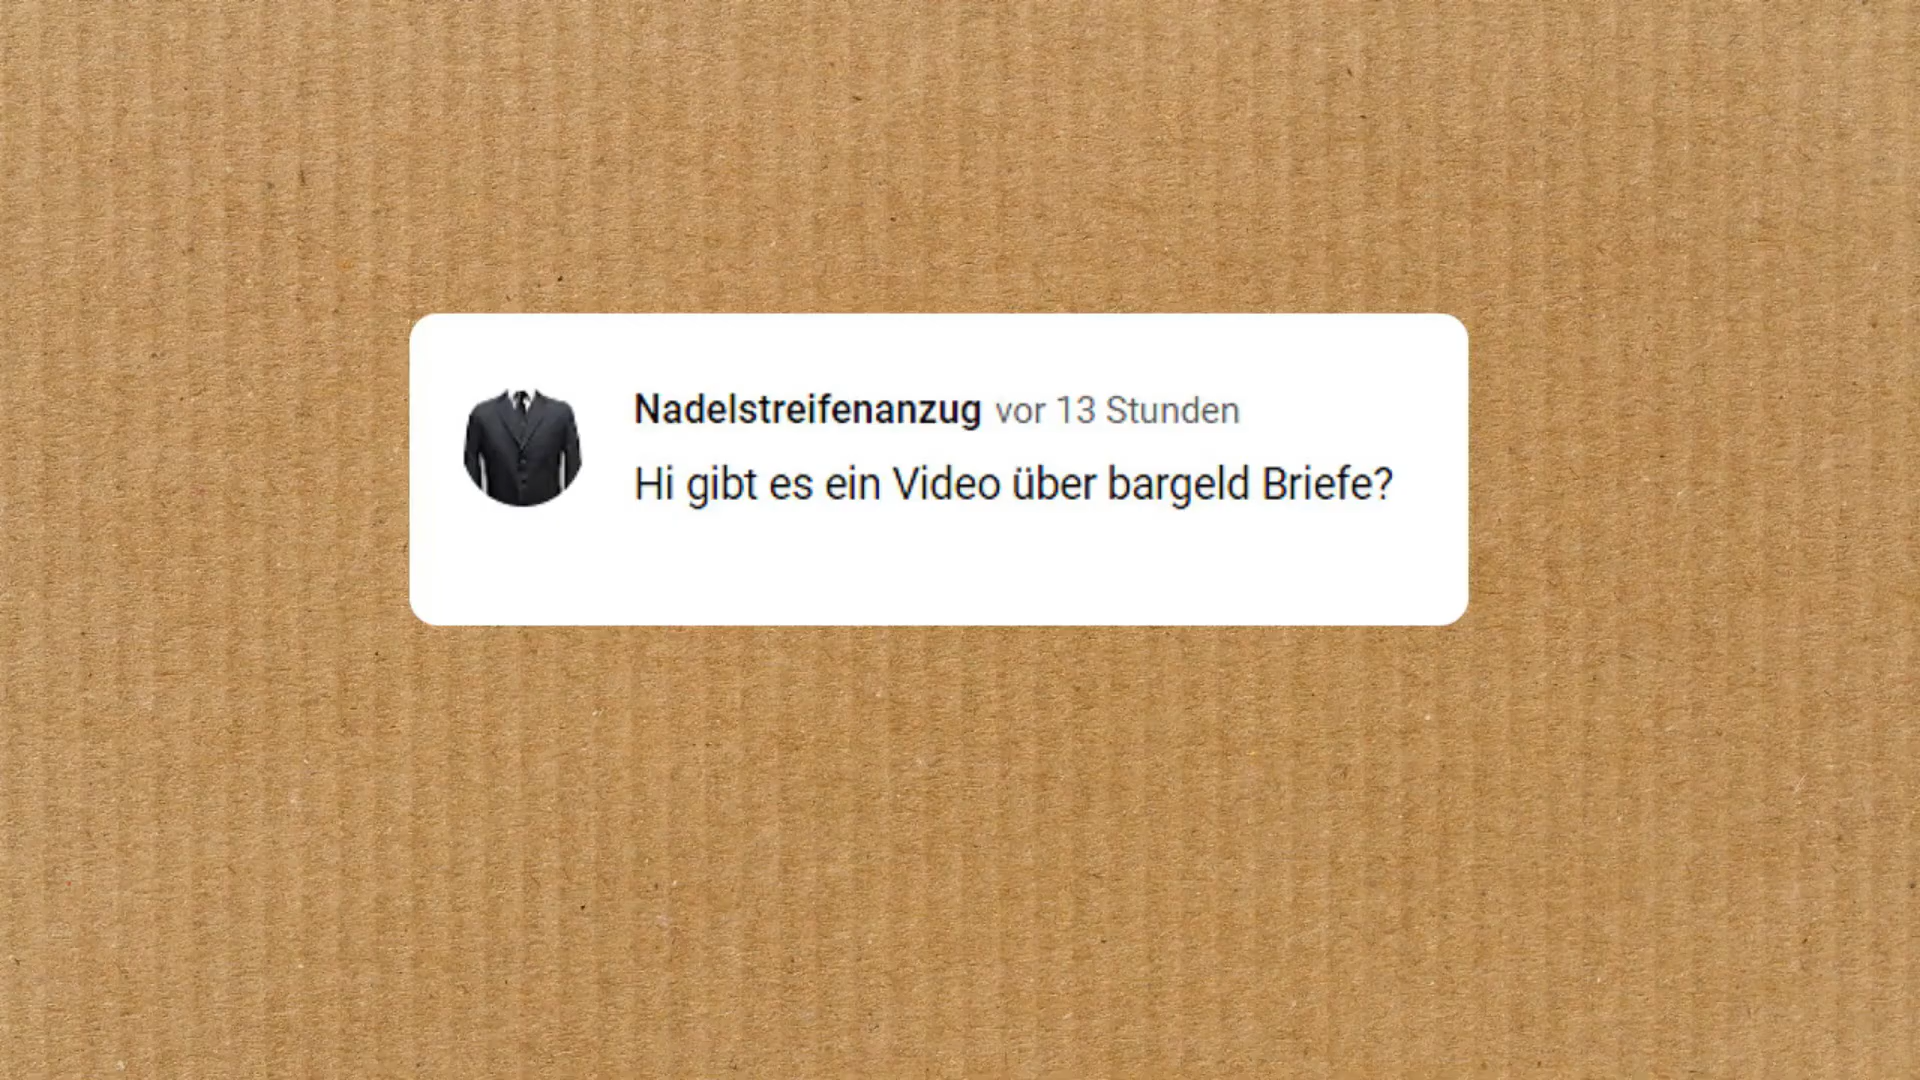 Nadelstreifenanzug vor 13 Stunden
Hi gibt es ein Video über bargeld Briefe?